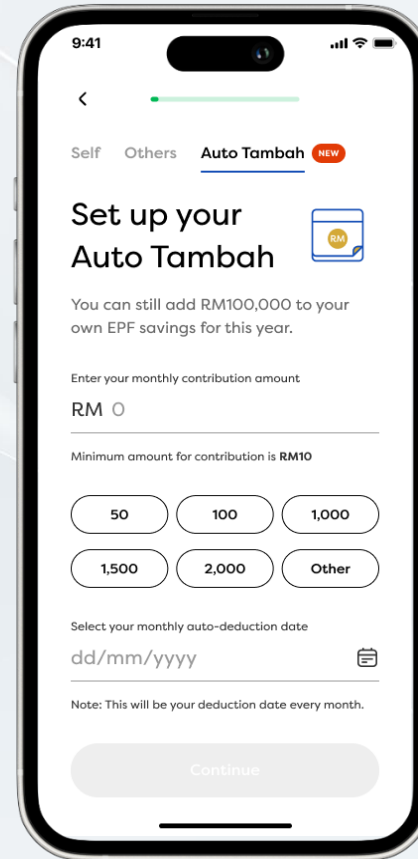 9:41
Self Others Auto Tambah NEW
Set up your
Auto Tambah
RM
You can still add RM100,000 to your
own EPF savings for this year.
Enter your monthly contribution amount
RM 0
Minimum amount for contribution is RM10
50 100 1,000
1,500 2,000 Other
Select your monthly auto-deduction date
dd/mm/yyyy
Note: This will be your deduction date every month.
Continue